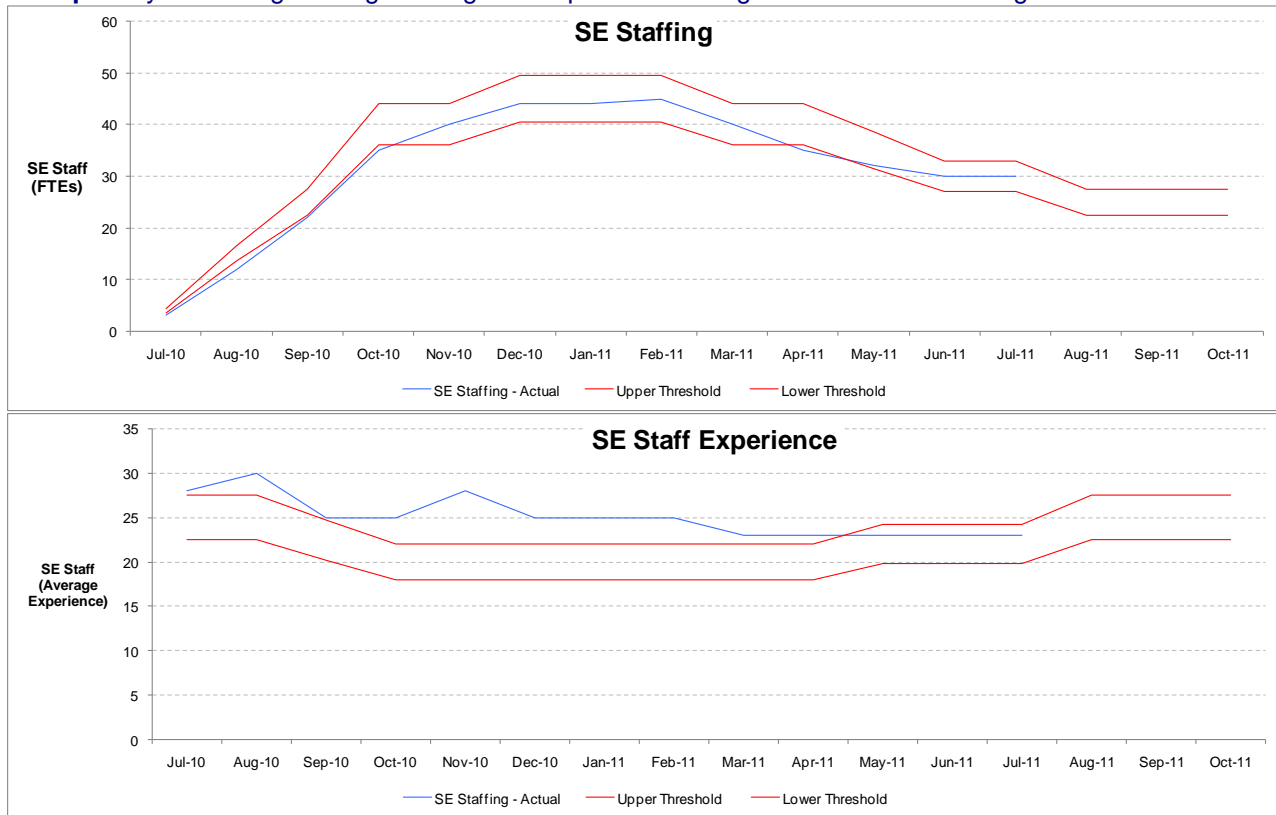 SE Staffing
60
50
40
30
20
10
0
SE Staff
(FTEs)
Jul-10 Aug-10 Sep-10 Oct-10 Nov-10 Dec-10 Jan-11 Feb-11 Mar-11 Apr-11 May-11 Jun-11 Jul-11 Aug-11 Sep-11 Oct-11
SE Staffing - Actual Upper Threshold Lower Threshold
SE Staff Experience
35
30
25
20
15
10
5
0
SE Staff
(Average
Experience)
Jul-10 Aug-10 Sep-10 Oct-10 Nov-10 Dec-10 Jan-11 Feb-11 Mar-11 Apr-11 May-11 Jun-11 Jul-11 Aug-11 Sep-11 Oct-11
SE Staffing - Actual Upper Threshold Lower Threshold